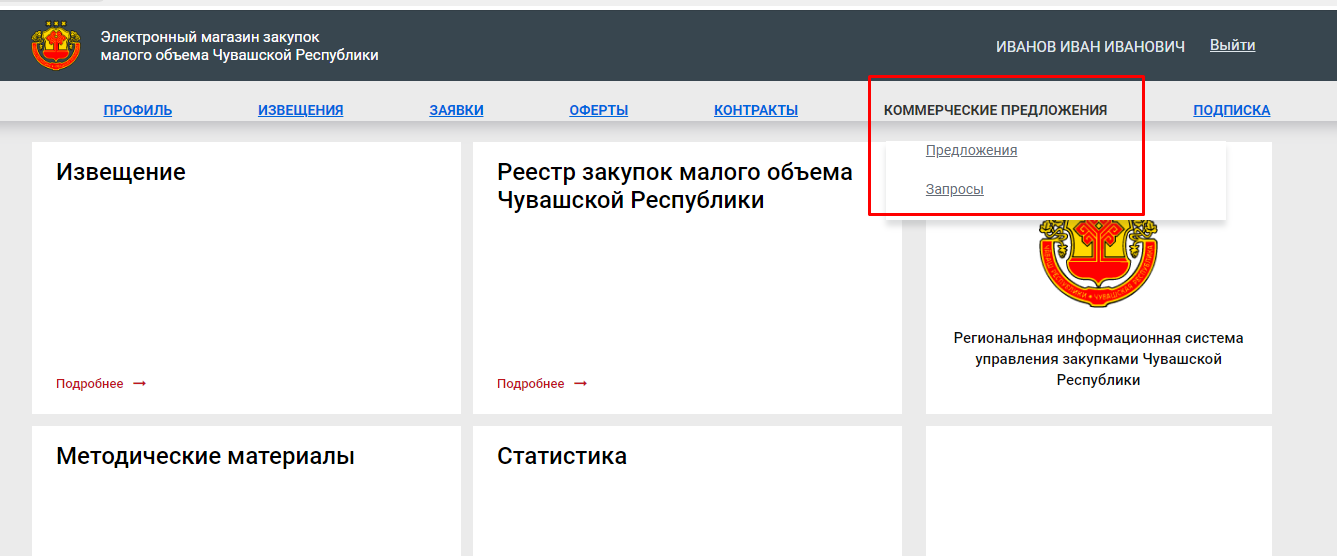 Электронный магазин закупок
малого объема Чувашской Республики
ИВАНОВ ИВАН ИВАНОВИЧ Выйти
ПРОФИЛЬ ИЗВЕЩЕНИЯ ЗАЯВКИ ОФЕРТЫ КОНТРАКТЫ КОММЕРЧЕСКИЕ ПРЕДЛОЖЕНИЯ ПОДПИСКА
Предложения
Запросы
Извещение
Подробнее →
Реестр закупок малого объема
Чувашской Республики
Подробнее →
Региональная информационная система
управления закупками Чувашской
Республики
Методические материалы
Статистика